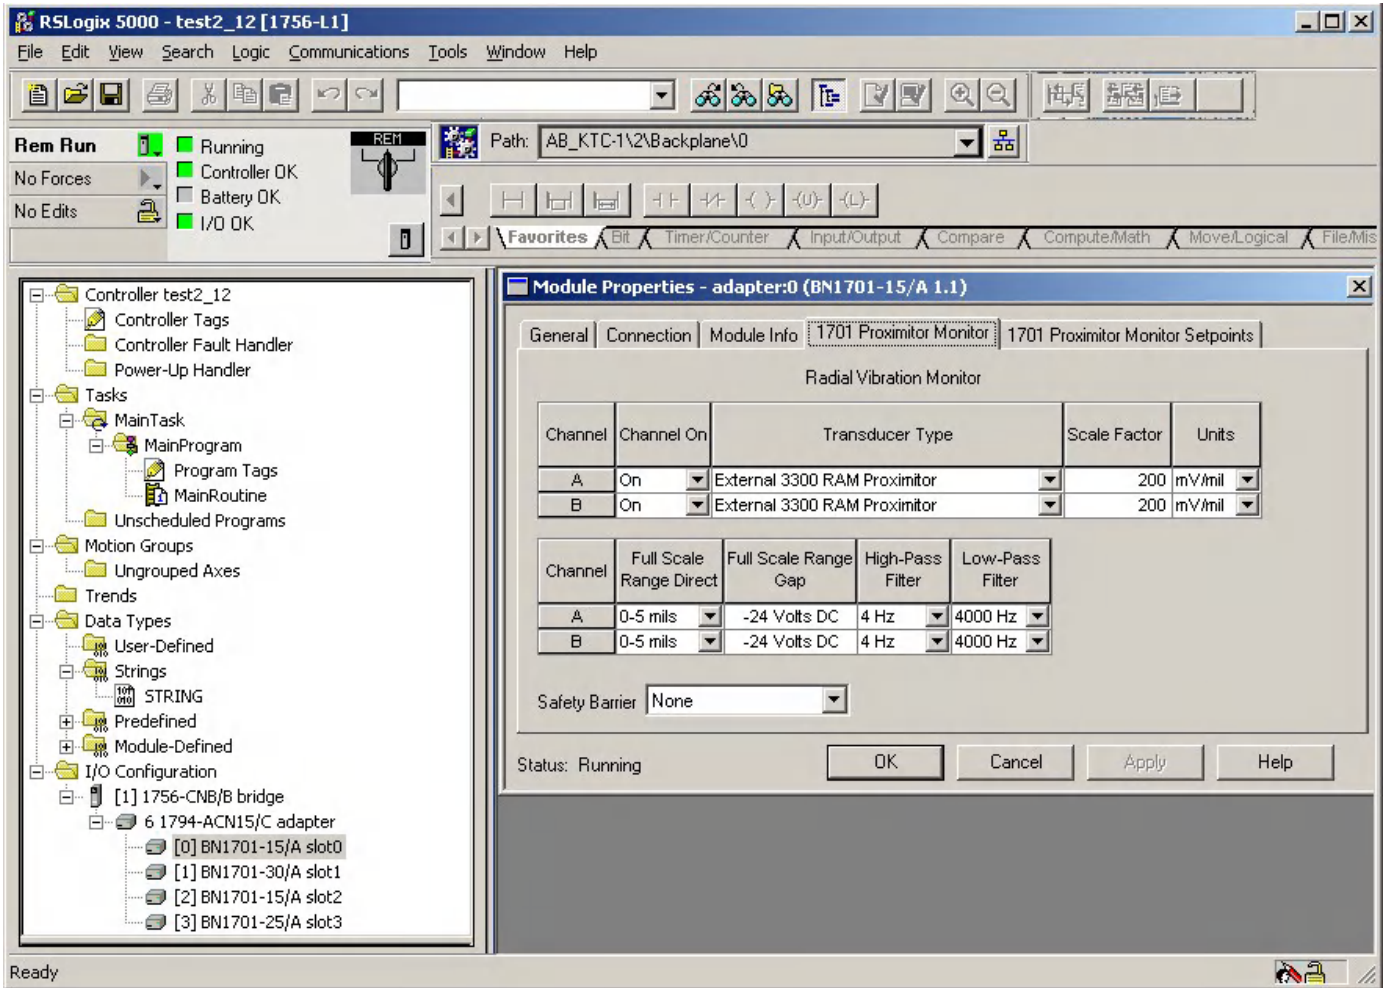 RSLogix 5000 - test2_12 [1756-L1]
File Edit View Search Logic Communications Tools Window Help
Rem Run
No Forces
No Edits
Running
Controller OK
Battery OK
I/O OK
REM
Path: AB_KTC-1\2\Backplane\0
Favorites Bit Timer/Counter Input/Output Compare Compute/Math Move/Logical File/Mis
Controller test2_12
Controller Tags
Controller Fault Handler
Power-Up Handler
Tasks
MainTask
MainProgram
Program Tags
MainRoutine
Unscheduled Programs
Motion Groups
Ungrouped Axes
Trends
Data Types
User-Defined
Strings
STRING
Predefined
Module-Defined
I/O Configuration
[1] 1756-CNB/B bridge
6 1794-ACN15/C adapter
[0] BN1701-15/A slot0
[1] BN1701-30/A slot1
[2] BN1701-15/A slot2
[3] BN1701-25/A slot3
Module Properties - adapter:0 (BN1701-15/A 1.1)
General Connection Module Info 1701 Proximitor Monitor 1701 Proximitor Monitor Setpoints
Radial Vibration Monitor
Channel Channel On Transducer Type Scale Factor Units
A On External 3300 RAM Proximitor 200 mV/mil
B On External 3300 RAM Proximitor 200 mV/mil
Channel Full Scale Range Direct Full Scale Range Gap High-Pass Filter Low-Pass Filter
A 0-5 mils -24 Volts DC 4 Hz 4000 Hz
B 0-5 mils -24 Volts DC 4 Hz 4000 Hz
Safety Barrier None
Status: Running
OK Cancel Apply Help
Ready